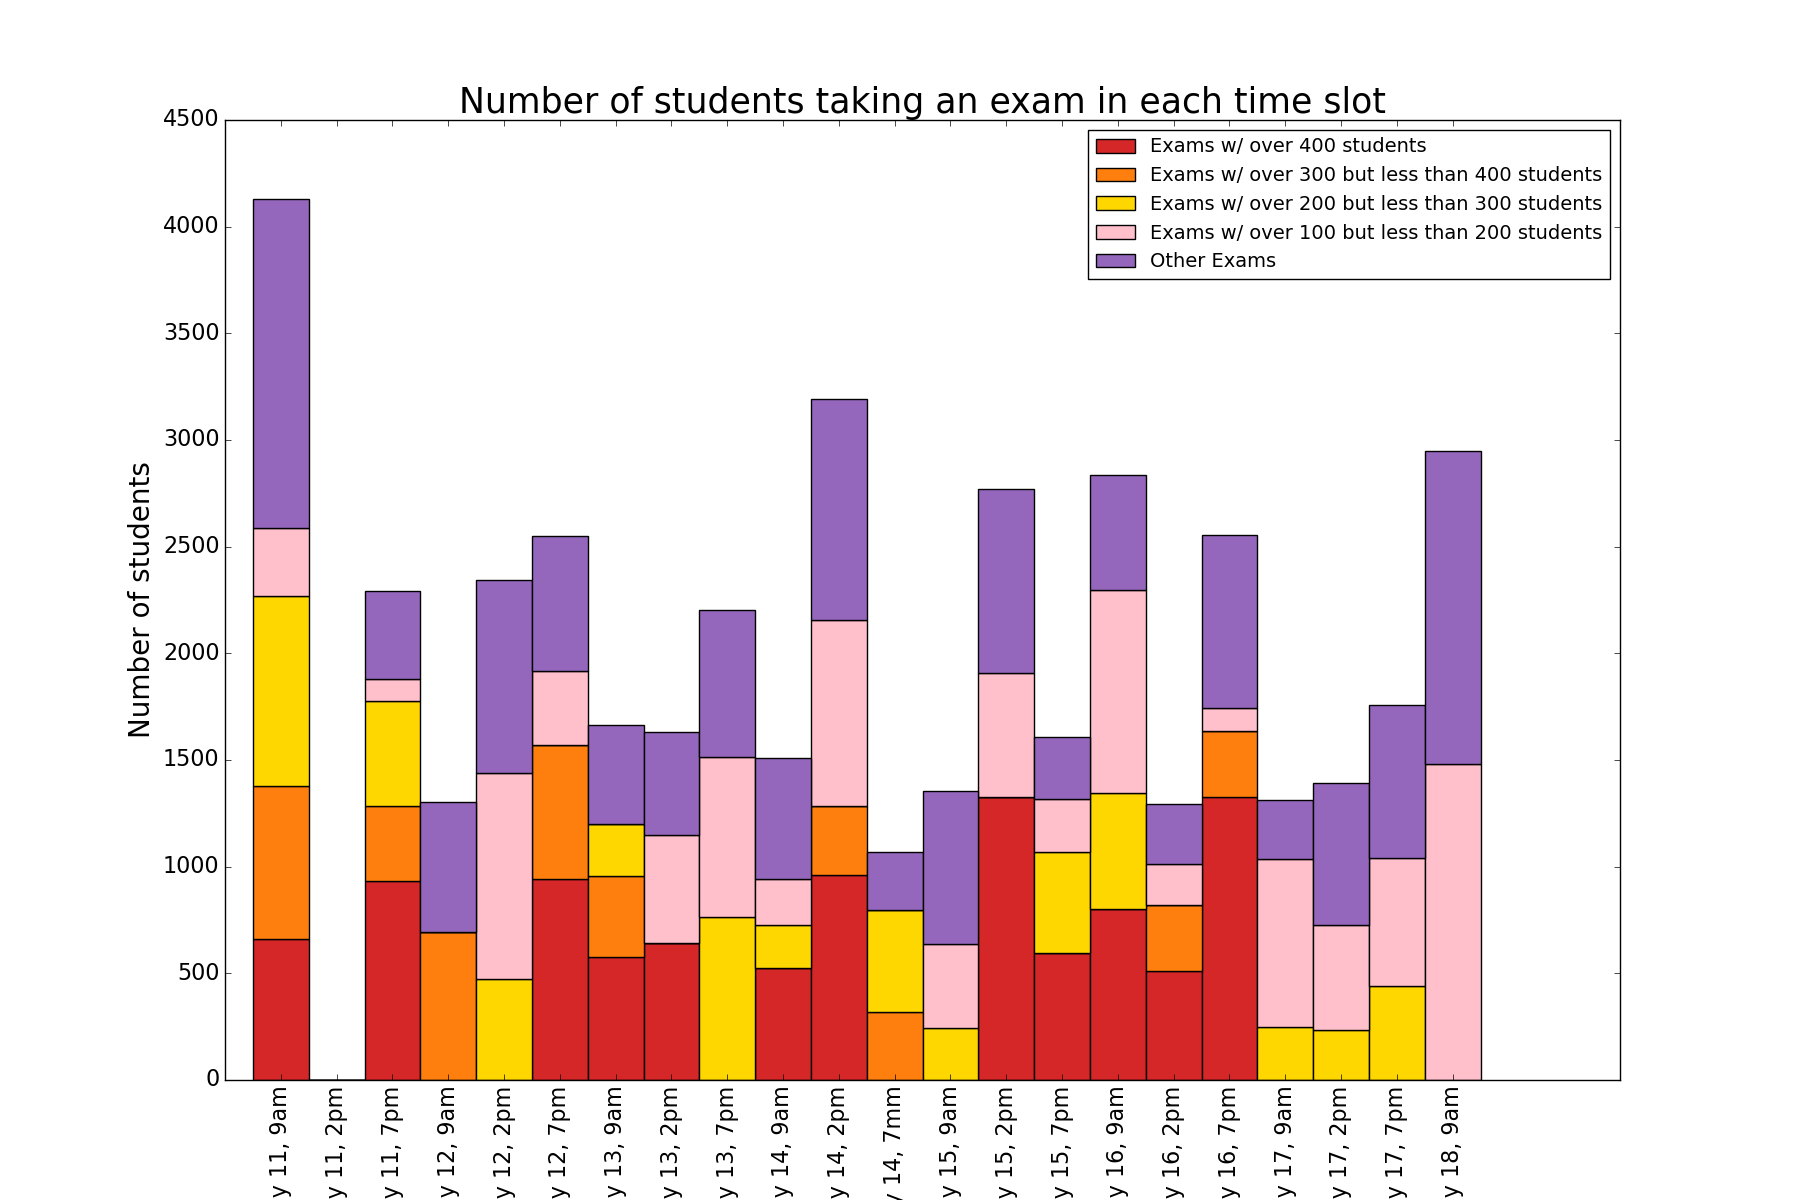 Number of students taking an exam in each time slot
4500
4000
3500
3000
2500
2000
1500
1000
500
0
Number of students
Exams w/ over 400 students
Exams w/ over 300 but less than 400 students
Exams w/ over 200 but less than 300 students
Exams w/ over 100 but less than 200 students
Other Exams
y 11, 9am
y 11, 2pm
y 11, 7pm
y 12, 9am
y 12, 2pm
y 12, 7pm
y 13, 9am
y 13, 2pm
y 13, 7pm
y 14, 9am
y 14, 2pm
y 14, 7mm
y 15, 9am
y 15, 2pm
y 15, 7pm
y 16, 9am
y 16, 2pm
y 16, 7pm
y 17, 9am
y 17, 2pm
y 17, 7pm
y 18, 9am